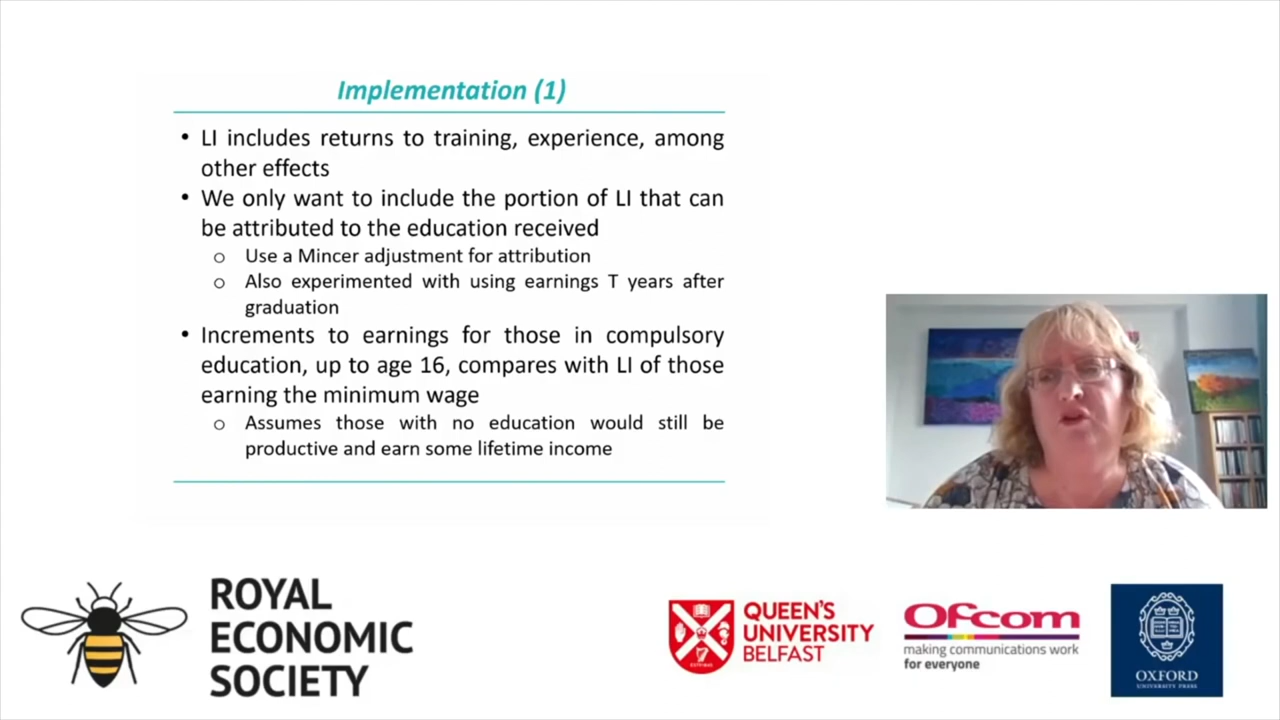 Implementation (1)
• LI includes returns to training, experience, among
other effects
• We only want to include the portion of LI that can
be attributed to the education received
o Use a Mincer adjustment for attribution
o Also experimented with using earnings T years after
graduation
• Increments to earnings for those in compulsory
education, up to age 16, compares with LI of those
earning the minimum wage
o Assumes those with no education would still be
productive and earn some lifetime income
ROYAL
ECONOMIC
SOCIETY
QUEEN'S
UNIVERSITY
BELFAST
Ofcom
making communications work
for everyone
OXFORD
UNIVERSITY PRESS